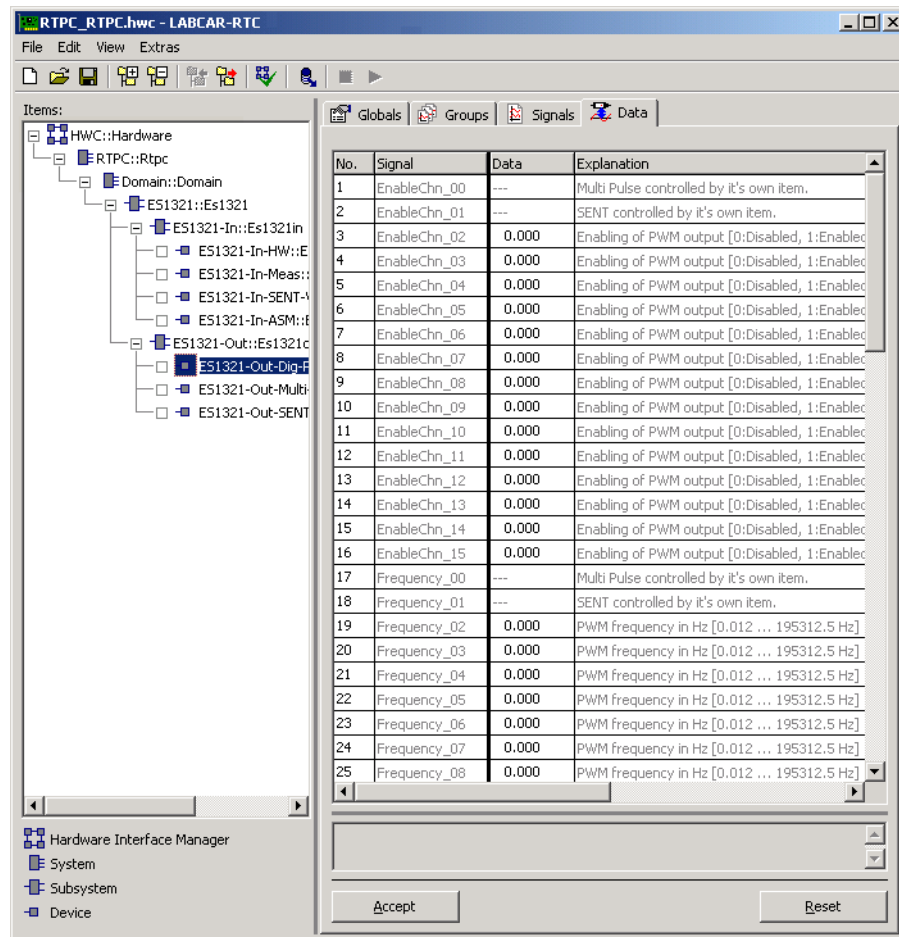 RTPC_RTPC.hwc - LABCAR-RTC
File Edit View Extras
Items:
HWC::Hardware
RTPC::Rtpc
Domain::Domain
ES1321::Es1321
ES1321-In::Es1321in
ES1321-In-HW::E
ES1321-In-Meas::
ES1321-In-SENT-
ES1321-In-ASM::E
ES1321-Out::Es1321o
ES1321-Out-Dig-P
ES1321-Out-Multi-
ES1321-Out-SENT
Hardware Interface Manager
System
Subsystem
Device
Globals Groups Signals Data
No. Signal Data Explanation
1 EnableChn_00 --- Multi Pulse controlled by it's own item.
2 EnableChn_01 --- SENT controlled by it's own item.
3 EnableChn_02 0.000 Enabling of PWM output [0:Disabled, 1:Enabled
4 EnableChn_03 0.000 Enabling of PWM output [0:Disabled, 1:Enabled
5 EnableChn_04 0.000 Enabling of PWM output [0:Disabled, 1:Enabled
6 EnableChn_05 0.000 Enabling of PWM output [0:Disabled, 1:Enabled
7 EnableChn_06 0.000 Enabling of PWM output [0:Disabled, 1:Enabled
8 EnableChn_07 0.000 Enabling of PWM output [0:Disabled, 1:Enabled
9 EnableChn_08 0.000 Enabling of PWM output [0:Disabled, 1:Enabled
10 EnableChn_09 0.000 Enabling of PWM output [0:Disabled, 1:Enabled
11 EnableChn_10 0.000 Enabling of PWM output [0:Disabled, 1:Enabled
12 EnableChn_11 0.000 Enabling of PWM output [0:Disabled, 1:Enabled
13 EnableChn_12 0.000 Enabling of PWM output [0:Disabled, 1:Enabled
14 EnableChn_13 0.000 Enabling of PWM output [0:Disabled, 1:Enabled
15 EnableChn_14 0.000 Enabling of PWM output [0:Disabled, 1:Enabled
16 EnableChn_15 0.000 Enabling of PWM output [0:Disabled, 1:Enabled
17 Frequency_00 --- Multi Pulse controlled by it's own item.
18 Frequency_01 --- SENT controlled by it's own item.
19 Frequency_02 0.000 PWM frequency in Hz [0.012 ... 195312.5 Hz]
20 Frequency_03 0.000 PWM frequency in Hz [0.012 ... 195312.5 Hz]
21 Frequency_04 0.000 PWM frequency in Hz [0.012 ... 195312.5 Hz]
22 Frequency_05 0.000 PWM frequency in Hz [0.012 ... 195312.5 Hz]
23 Frequency_06 0.000 PWM frequency in Hz [0.012 ... 195312.5 Hz]
24 Frequency_07 0.000 PWM frequency in Hz [0.012 ... 195312.5 Hz]
25 Frequency_08 0.000 PWM frequency in Hz [0.012 ... 195312.5 Hz]
Accept Reset